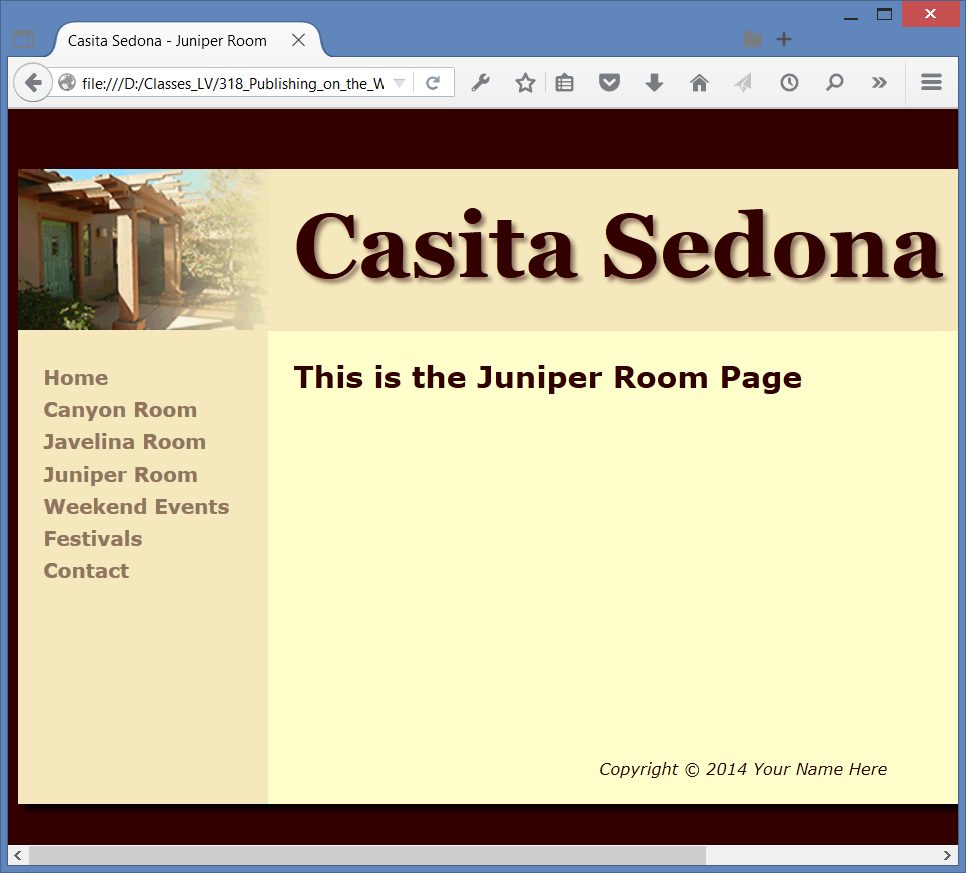 Casita Sedona - Juniper Room
file:///D:/Classes_LV/318_Publishing_on_the_W
Casita Sedona
Home
Canyon Room
Javelina Room
Juniper Room
Weekend Events
Festivals
Contact
This is the Juniper Room Page
Copyright © 2014 Your Name Here